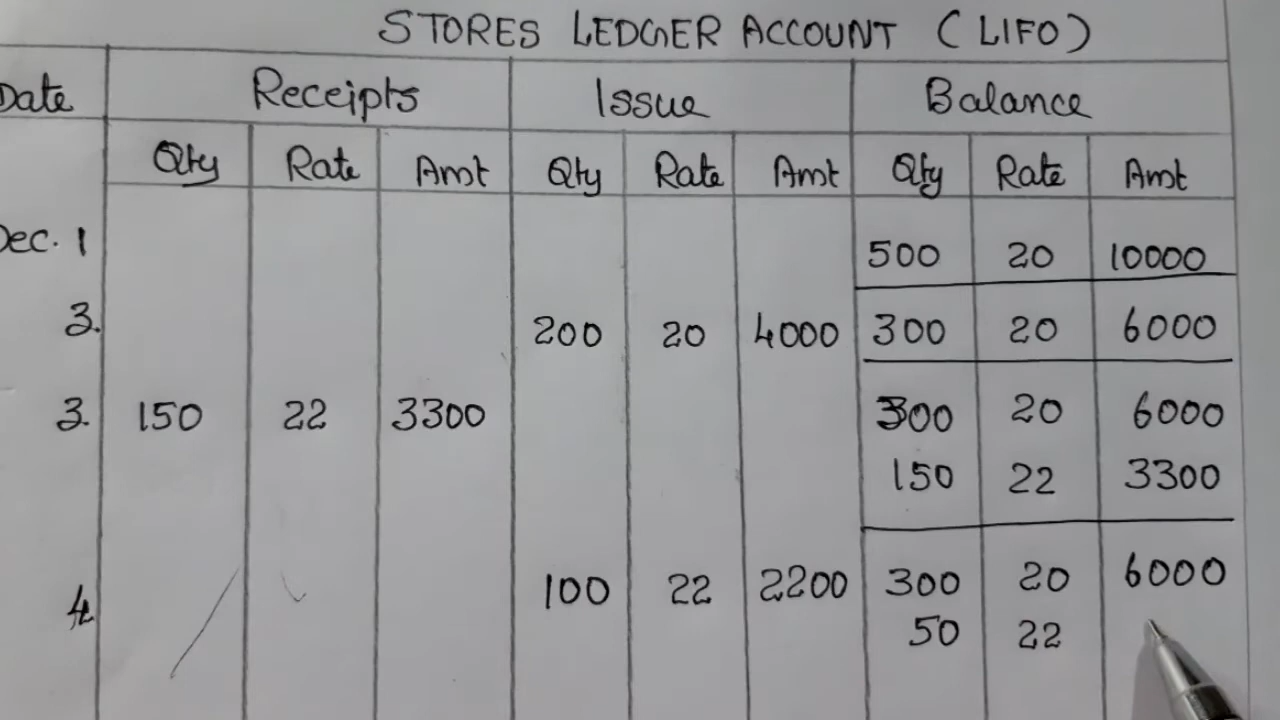 STORES LEDGER ACCOUNT (LIFO)
Date Receipts Issue Balance
Qty Rate Amt Qty Rate Amt Qty Rate Amt
Dec. 1 500 20 10000
3. 200 20 4000 300 20 6000
3. 150 22 3300 300 20 6000
150 22 3300
4 100 22 2200 300 20 6000
50 22